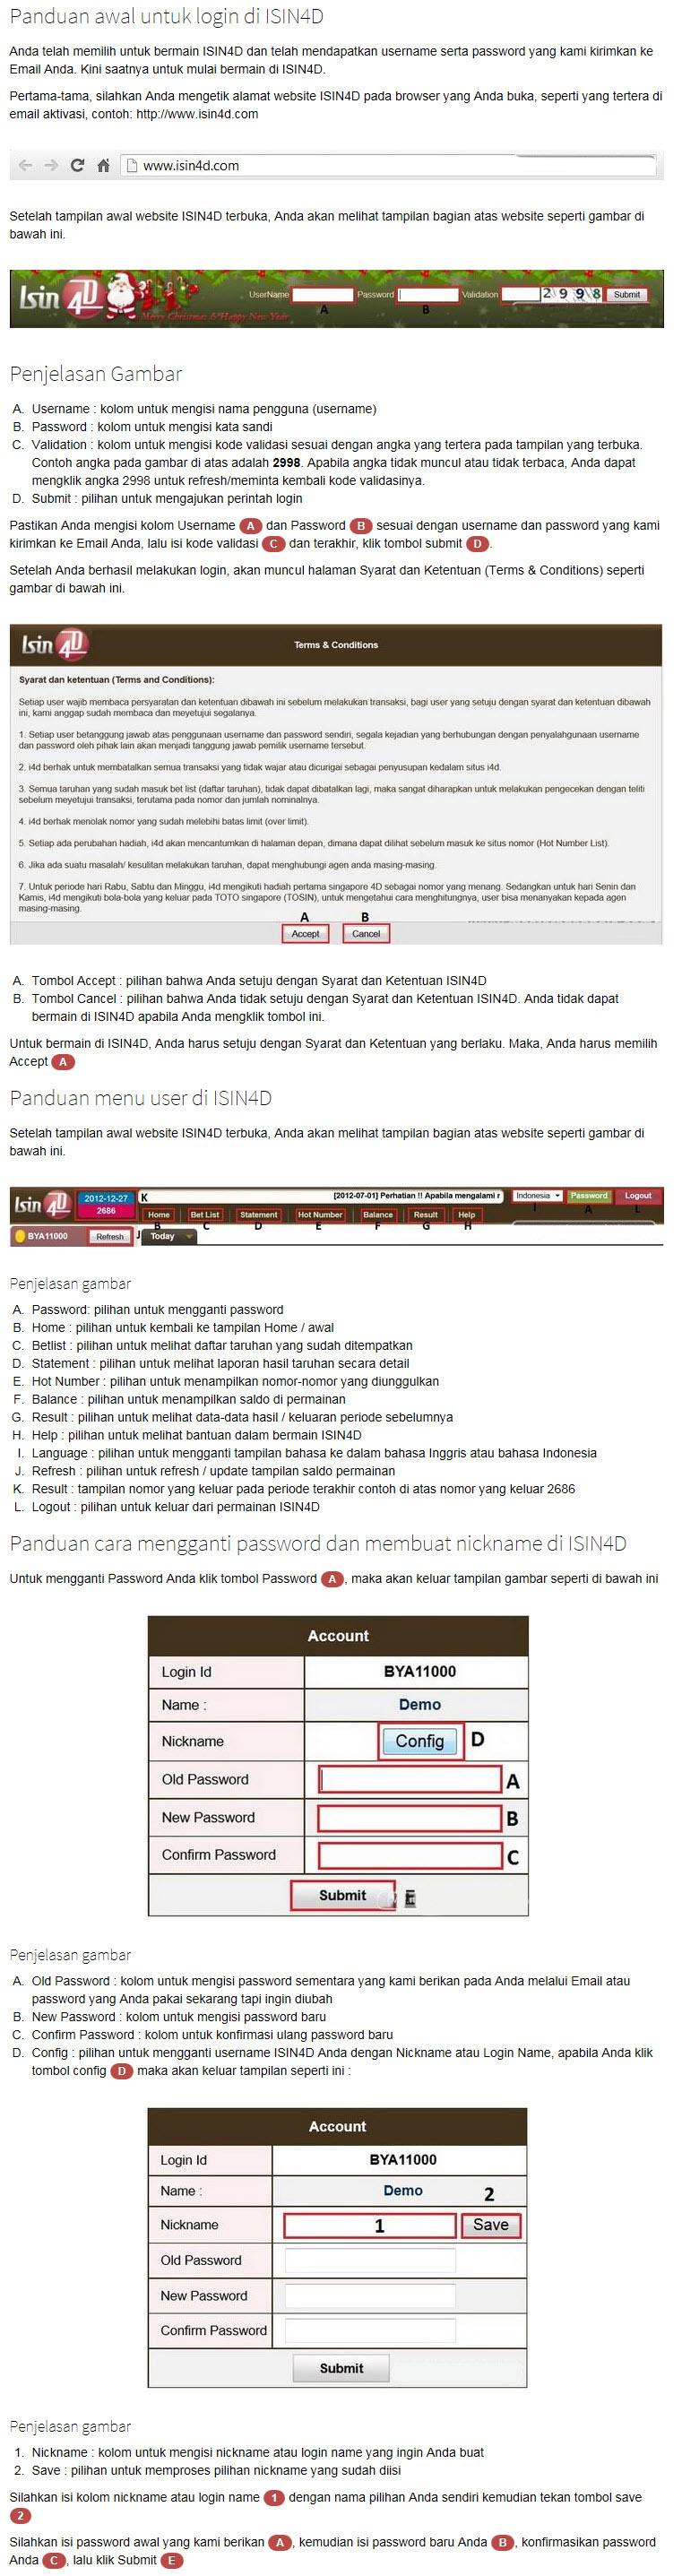 Panduan awal untuk login di ISIN4D
Anda telah memilih untuk bermain ISIN4D dan telah mendapatkan username serta password yang kami kirimkan ke
Email Anda. Kini saatnya untuk mulai bermain di ISIN4D.
Pertama-tama, silahkan Anda mengetik alamat website ISIN4D pada browser yang Anda buka, seperti yang tertera di
email aktivasi, contoh: http://www.isin4d.com
www.isin4d.com
Setelah tampilan awal website ISIN4D terbuka, Anda akan melihat tampilan bagian atas website seperti gambar di
bawah ini.
Isin 4D UserName Password Validation 2 9 9 8 Submit
Merry Christmas & Happy New Year A B
Penjelasan Gambar
A. Username : kolom untuk mengisi nama pengguna (username)
B. Password : kolom untuk mengisi kata sandi
C. Validation : kolom untuk mengisi kode validasi sesuai dengan angka yang tertera pada tampilan yang terbuka.
Contoh angka pada gambar di atas adalah 2998. Apabila angka tidak muncul atau tidak terbaca, Anda dapat
mengklik angka 2998 untuk refresh/meminta kembali kode validasinya.
D. Submit : pilihan untuk mengajukan perintah login
Pastikan Anda mengisi kolom Username A dan Password B sesuai dengan username dan password yang kami
kirimkan ke Email Anda, lalu isi kode validasi C dan terakhir, klik tombol submit D .
Setelah Anda berhasil melakukan login, akan muncul halaman Syarat dan Ketentuan (Terms & Conditions) seperti
gambar di bawah ini.
Isin 4D Terms & Conditions
Syarat dan ketentuan (Terms and Conditions):
Setiap user wajib membaca persyaratan dan ketentuan dibawah ini sebelum melakukan transaksi, bagi user yang setuju dengan syarat dan ketentuan dibawah
ini, kami anggap sudah membaca dan meyetujui segalanya.
1. Setiap user betanggung jawab atas penggunaan username dan password sendiri, segala kejadian yang berhubungan dengan penyalahgunaan username
dan password oleh pihak lain akan menjadi tanggung jawab pemilik username tersebut.
2. i4d berhak untuk membatalkan semua transaksi yang tidak wajar atau dicurigai sebagai penyusupan kedalam situs i4d.
3. Semua taruhan yang sudah masuk bet list (daftar taruhan), tidak dapat dibatalkan lagi, maka sangat diharapkan untuk melakukan pengecekan dengan teliti
sebelum meyetujui transaksi, terutama pada nomor dan jumlah nominalnya.
4. i4d berhak menolak nomor yang sudah melebihi batas limit (over limit).
5. Setiap ada perubahan hadiah, i4d akan mencantumkan di halaman depan, dimana dapat dilihat sebelum masuk ke situs nomor (Hot Number List).
6. Jika ada suatu masalah/ kesulitan melakukan taruhan, dapat menghubungi agen anda masing-masing.
7. Untuk periode hari Rabu, Sabtu dan Minggu, i4d mengikuti hadiah pertama singapore 4D sebagai nomor yang menang. Sedangkan untuk hari Senin dan
Kamis, i4d mengikuti bola-bola yang keluar pada TOTO singapore (TOSIN), untuk mengetahui cara menghitungnya, user bisa menanyakan kepada agen
masing-masing.
A B
Accept Cancel
A. Tombol Accept : pilihan bahwa Anda setuju dengan Syarat dan Ketentuan ISIN4D
B. Tombol Cancel : pilihan bahwa Anda tidak setuju dengan Syarat dan Ketentuan ISIN4D. Anda tidak dapat
bermain di ISIN4D apabila Anda mengklik tombol ini.
Untuk bermain di ISIN4D, Anda harus setuju dengan Syarat dan Ketentuan yang berlaku. Maka, Anda harus memilih
Accept A
Panduan menu user di ISIN4D
Setelah tampilan awal website ISIN4D terbuka, Anda akan melihat tampilan bagian atas website seperti gambar di
bawah ini.
Isin 4D 2012-12-27 K [2012-07-01] Perhatian !! Apabila mengalami r Indonesia Password Logout
2686 Home Bet List Statement Hot Number Balance Result Help I A L
B C D E F G H
BYA11000 Refresh J Today
Penjelasan gambar
A. Password: pilihan untuk mengganti password
B. Home : pilihan untuk kembali ke tampilan Home / awal
C. Betlist : pilihan untuk melihat daftar taruhan yang sudah ditempatkan
D. Statement : pilihan untuk melihat laporan hasil taruhan secara detail
E. Hot Number : pilihan untuk menampilkan nomor-nomor yang diunggulkan
F. Balance : pilihan untuk menampilkan saldo di permainan
G. Result : pilihan untuk melihat data-data hasil / keluaran periode sebelumnya
H. Help : pilihan untuk melihat bantuan dalam bermain ISIN4D
I. Language : pilihan untuk mengganti tampilan bahasa ke dalam bahasa Inggris atau bahasa Indonesia
J. Refresh : pilihan untuk refresh / update tampilan saldo permainan
K. Result : tampilan nomor yang keluar pada periode terakhir contoh di atas nomor yang keluar 2686
L. Logout : pilihan untuk keluar dari permainan ISIN4D
Panduan cara mengganti password dan membuat nickname di ISIN4D
Untuk mengganti Password Anda klik tombol Password A , maka akan keluar tampilan gambar seperti di bawah ini
Account
Login Id BYA11000
Name : Demo
Nickname Config D
Old Password A
New Password B
Confirm Password C
Submit E
Penjelasan gambar
A. Old Password : kolom untuk mengisi password sementara yang kami berikan pada Anda melalui Email atau
password yang Anda pakai sekarang tapi ingin diubah
B. New Password : kolom untuk mengisi password baru
C. Confirm Password : kolom untuk konfirmasi ulang password baru
D. Config : pilihan untuk mengganti username ISIN4D Anda dengan Nickname atau Login Name, apabila Anda klik
tombol config D maka akan keluar tampilan seperti ini :
Account
Login Id BYA11000
Name : Demo 2
Nickname 1 Save
Old Password
New Password
Confirm Password
Submit
Penjelasan gambar
1. Nickname : kolom untuk mengisi nickname atau login name yang ingin Anda buat
2. Save : pilihan untuk memproses pilihan nickname yang sudah diisi
Silahkan isi kolom nickname atau login name 1 dengan nama pilihan Anda sendiri kemudian tekan tombol save
2
Silahkan isi password awal yang kami berikan A , kemudian isi password baru Anda B , konfirmasikan password
Anda C , lalu klik Submit E